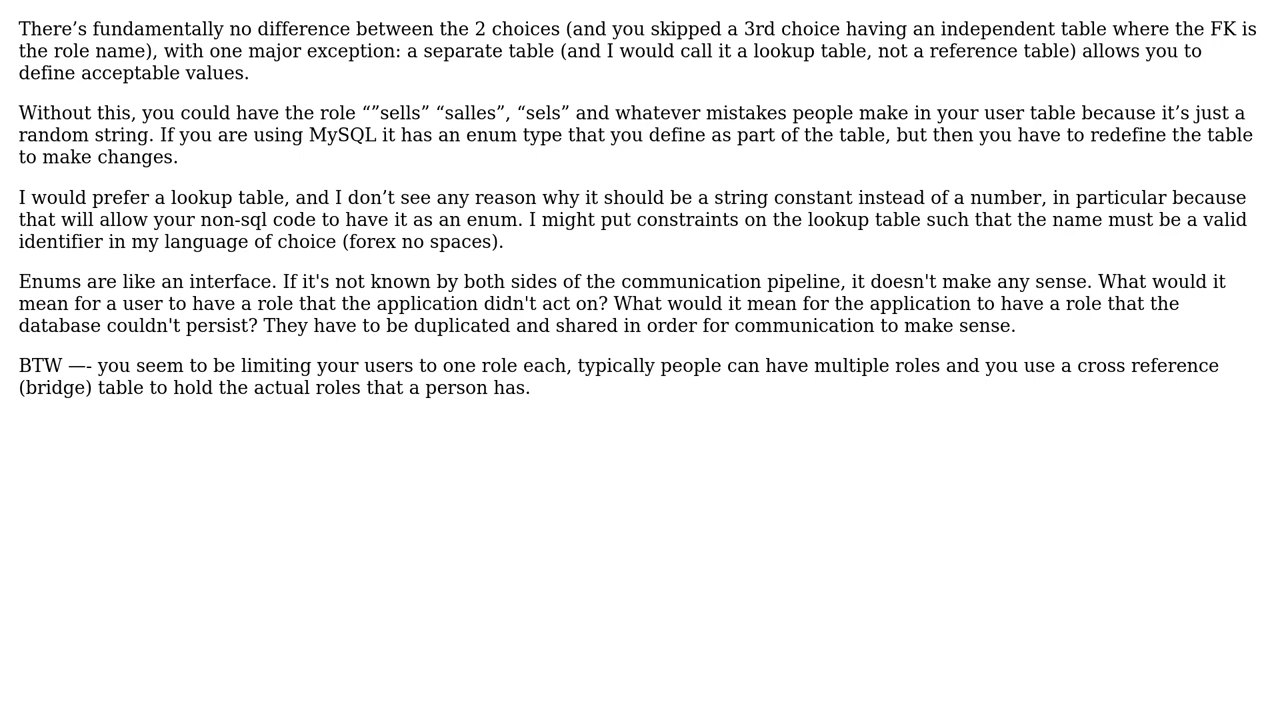 There’s fundamentally no difference between the 2 choices (and you skipped a 3rd choice having an independent table where the FK is
the role name), with one major exception: a separate table (and I would call it a lookup table, not a reference table) allows you to
define acceptable values.
Without this, you could have the role “”sells” “salles”, “sels” and whatever mistakes people make in your user table because it’s just a
random string. If you are using MySQL it has an enum type that you define as part of the table, but then you have to redefine the table
to make changes.
I would prefer a lookup table, and I don’t see any reason why it should be a string constant instead of a number, in particular because
that will allow your non-sql code to have it as an enum. I might put constraints on the lookup table such that the name must be a valid
identifier in my language of choice (forex no spaces).
Enums are like an interface. If it's not known by both sides of the communication pipeline, it doesn't make any sense. What would it
mean for a user to have a role that the application didn't act on? What would it mean for the application to have a role that the
database couldn't persist? They have to be duplicated and shared in order for communication to make sense.
BTW —- you seem to be limiting your users to one role each, typically people can have multiple roles and you use a cross reference
(bridge) table to hold the actual roles that a person has.